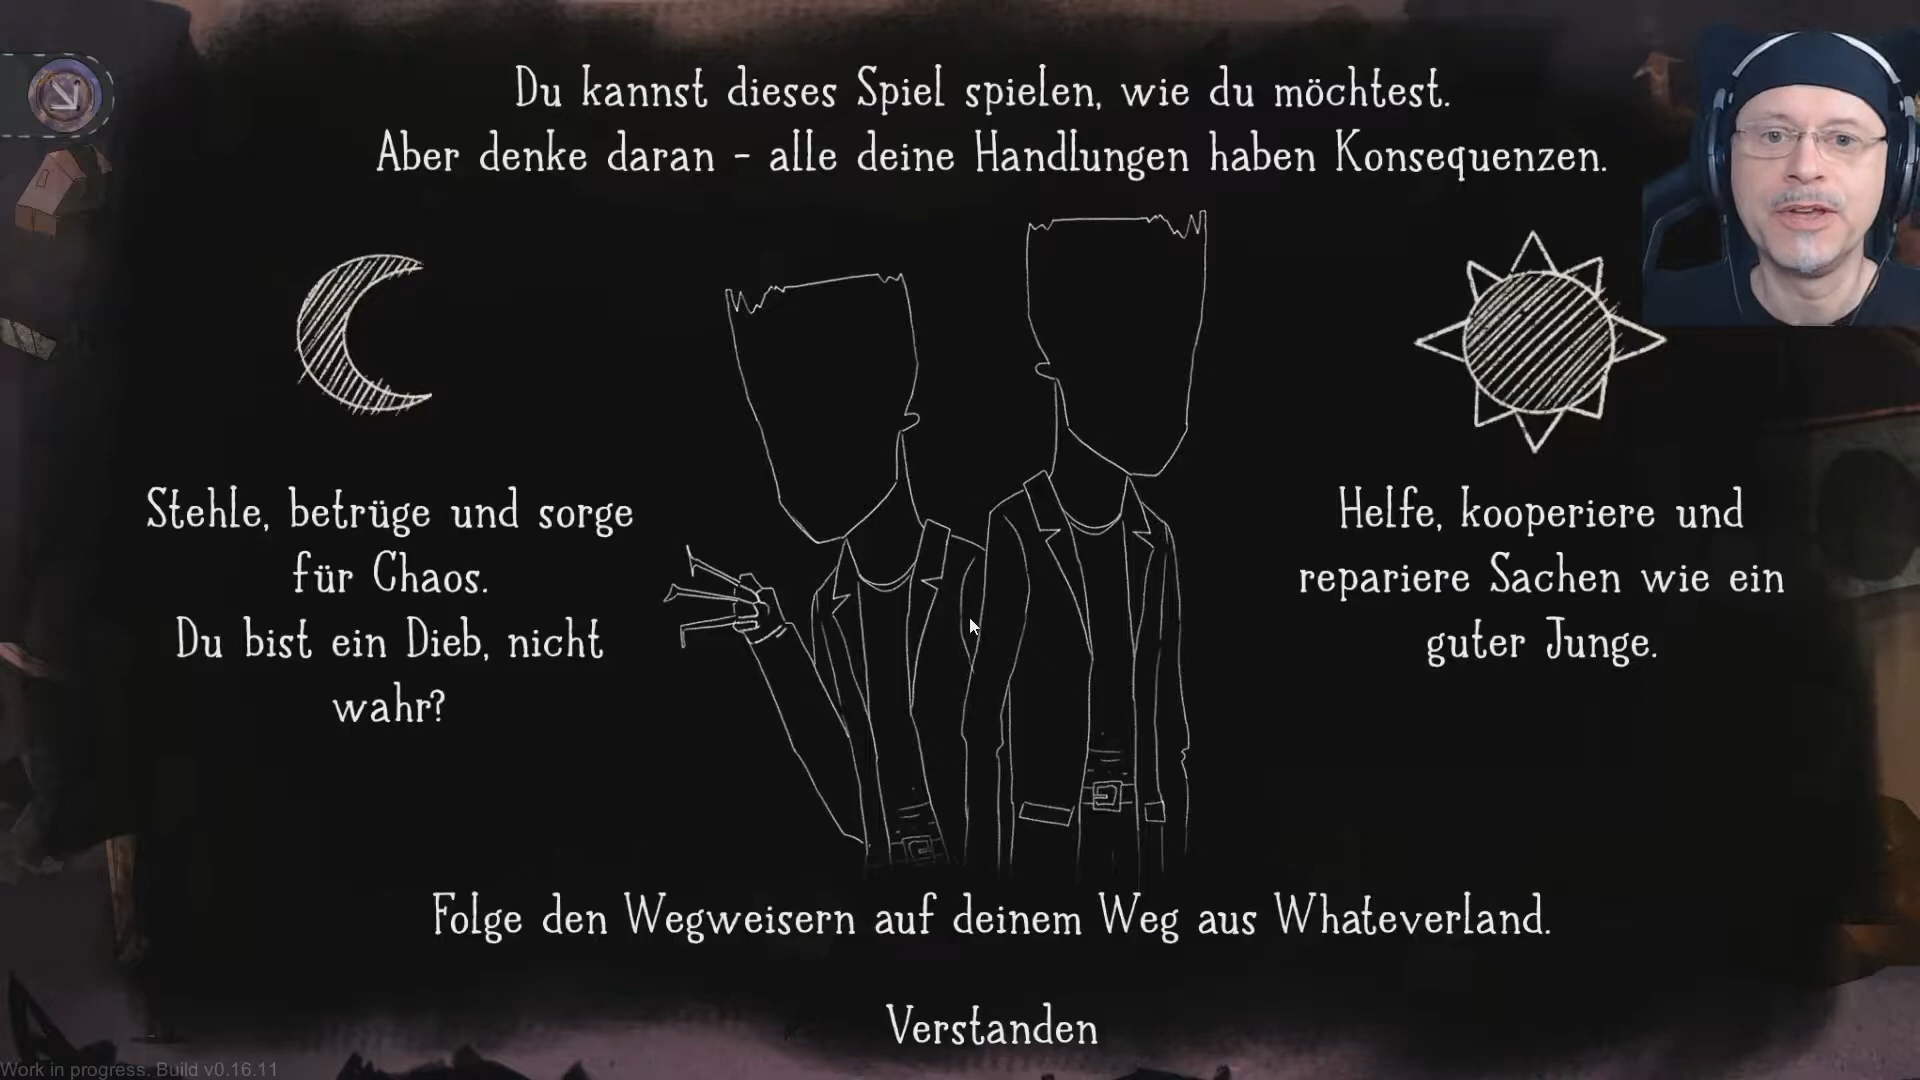 Du kannst dieses Spiel spielen, wie du möchtest.
Aber denke daran - alle deine Handlungen haben Konsequenzen.
Stehle, betrüge und sorge
für Chaos.
Du bist ein Dieb, nicht
wahr?
Helfe, kooperiere und
repariere Sachen wie ein
guter Junge.
Folge den Wegweisern auf deinem Weg aus Whateverland.
Verstanden
Work in progress. Build v0.16.11